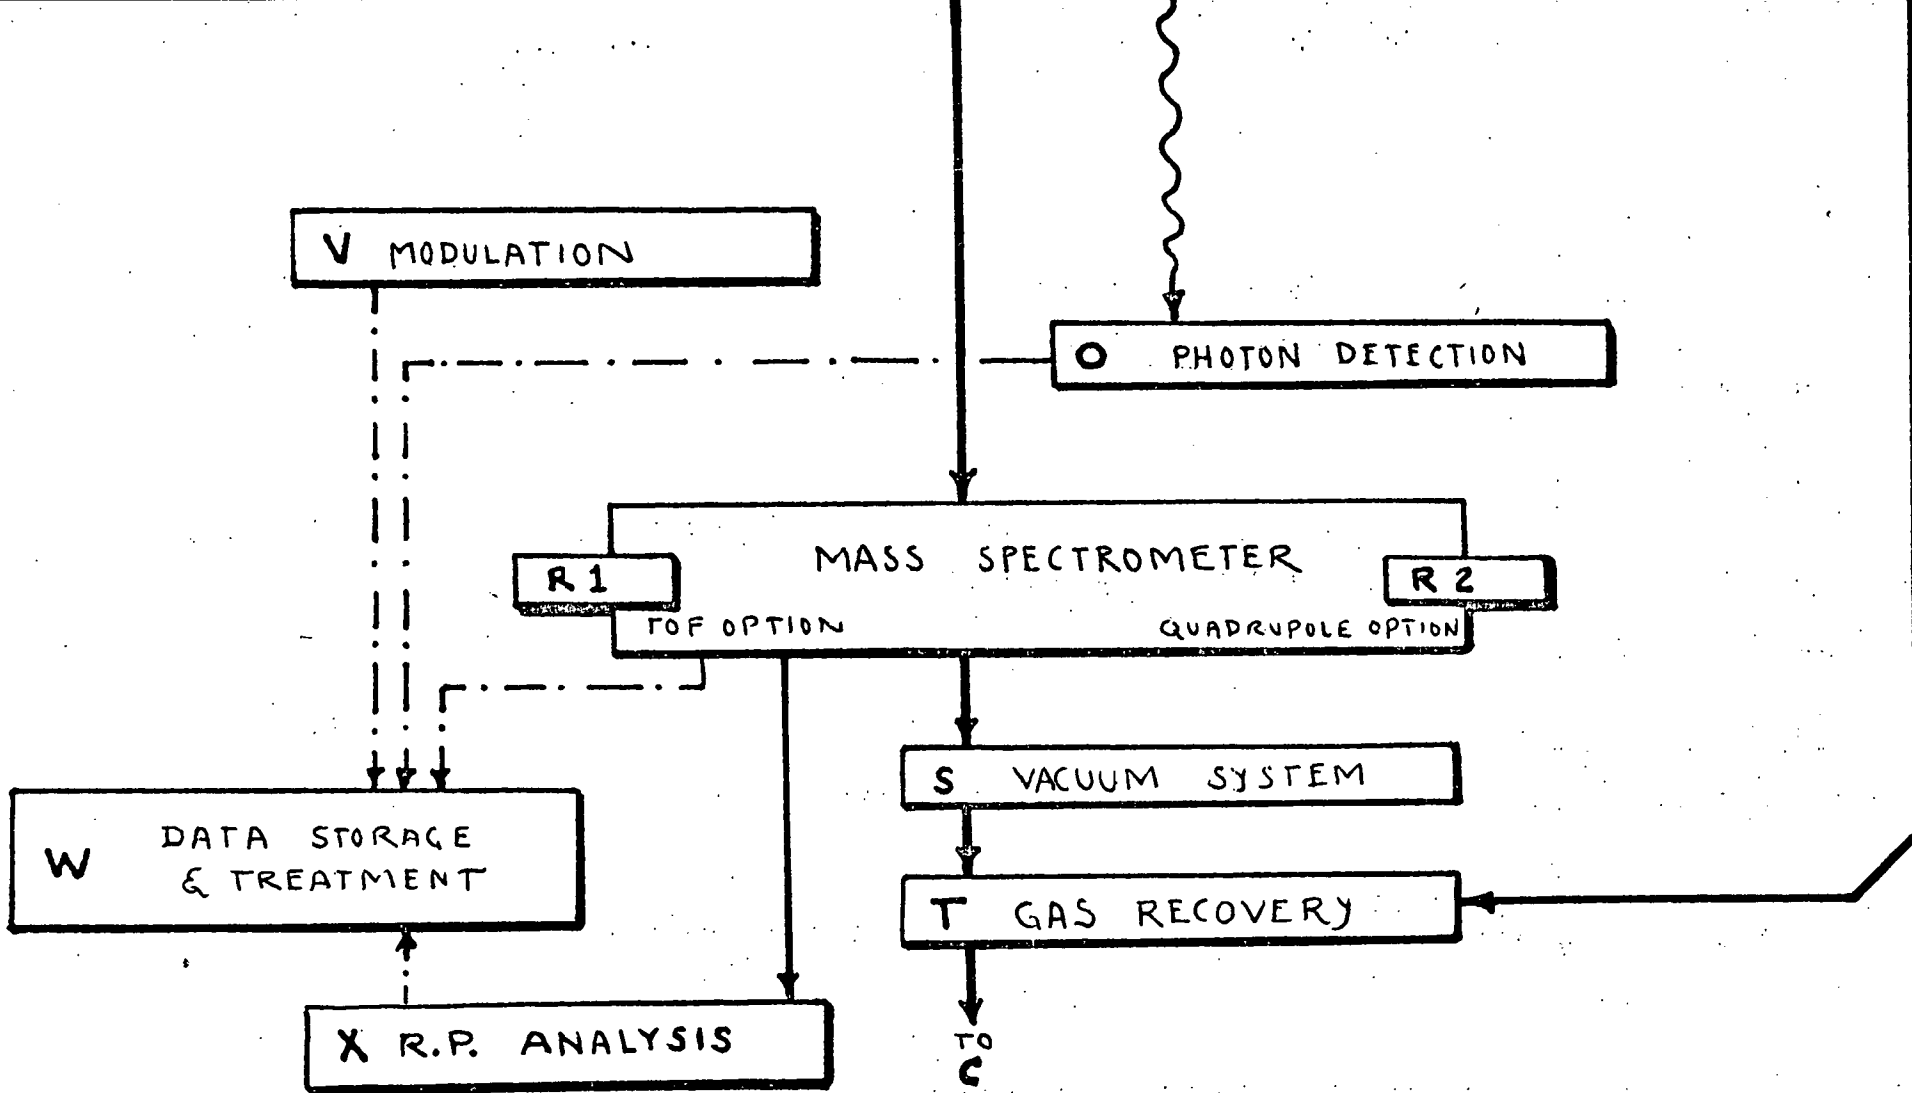 V MODULATION
O PHOTON DETECTION
MASS SPECTROMETER
R1
R2
TOF OPTION
QUADRUPOLE OPTION
S VACUUM SYSTEM
W DATA STORAGE
& TREATMENT
T GAS RECOVERY
X R.P. ANALYSIS
TO
C